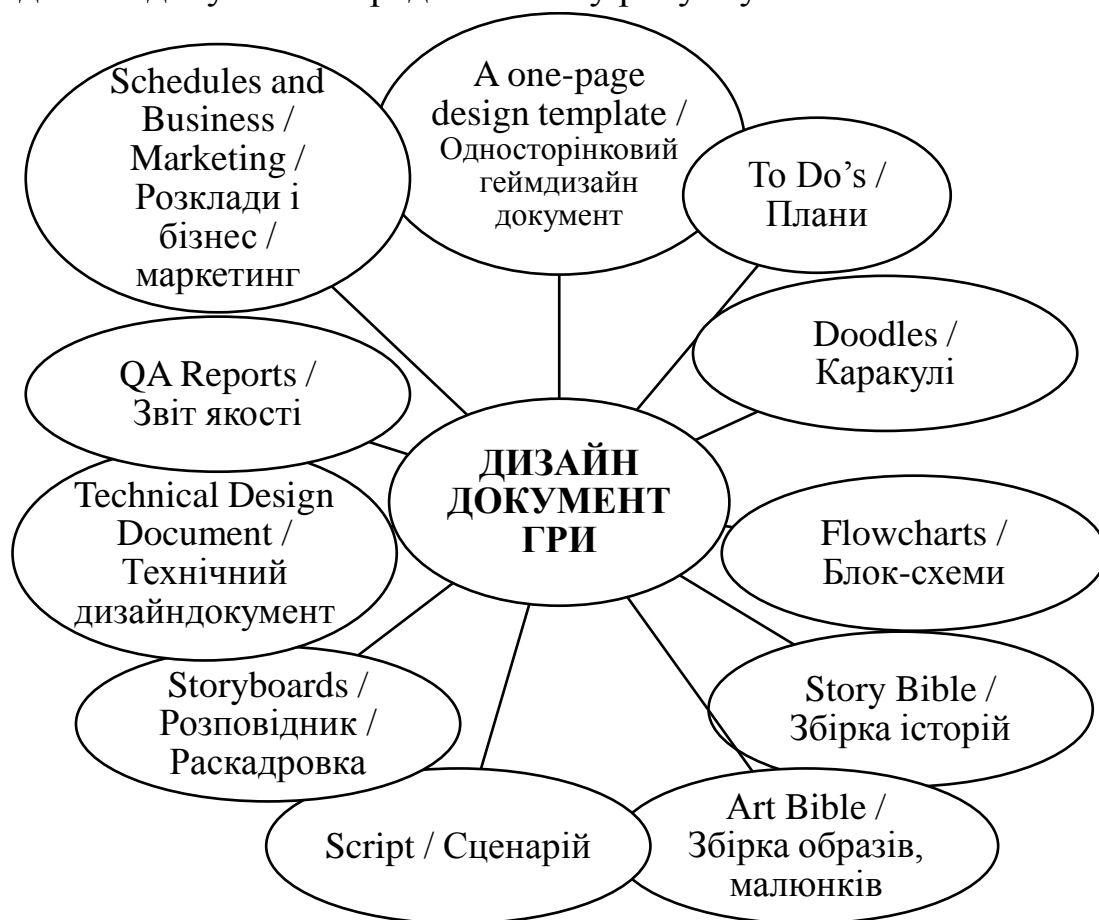 Schedules and
Business /
Marketing /
Розклади і
бізнес /
маркетинг
A one-page
design template /
Односторінковий
геймдизайн
документ
To Do’s /
Плани
Doodles /
Каракулі
QA Reports /
Звіт якості
ДИЗАЙН
ДОКУМЕНТ
ГРИ
Technical Design
Document /
Технічний
дизайндокумент
Flowcharts /
Блок-схеми
Storyboards /
Розповідник /
Раскадровка
Story Bible /
Збірка історій
Script / Сценарій
Art Bible /
Збірка образів,
малюнків